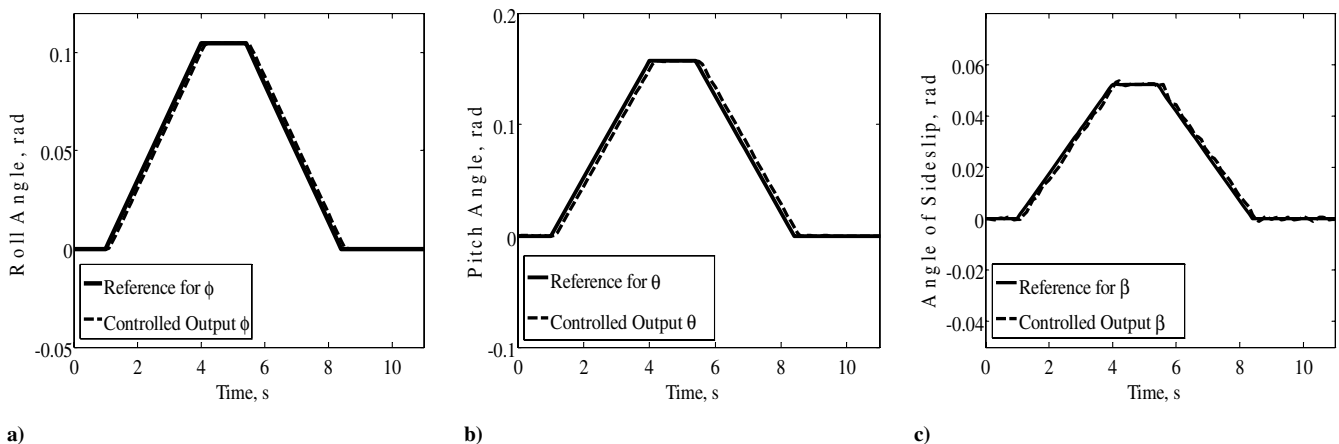 0.1
0.05
0
-0.05
Roll Angle, rad
Reference for ϕ
Controlled Output ϕ
0 2 4 6 8 10
Time, s
a)
0.2
0.1
0
-0.1
Pitch Angle, rad
Reference for θ
Controlled Output θ
0 2 4 6 8 10
Time, s
b)
0.06
0.04
0.02
0
-0.02
-0.04
Angle of Sideslip, rad
Reference for β
Controlled Output β
0 2 4 6 8 10
Time, s
c)